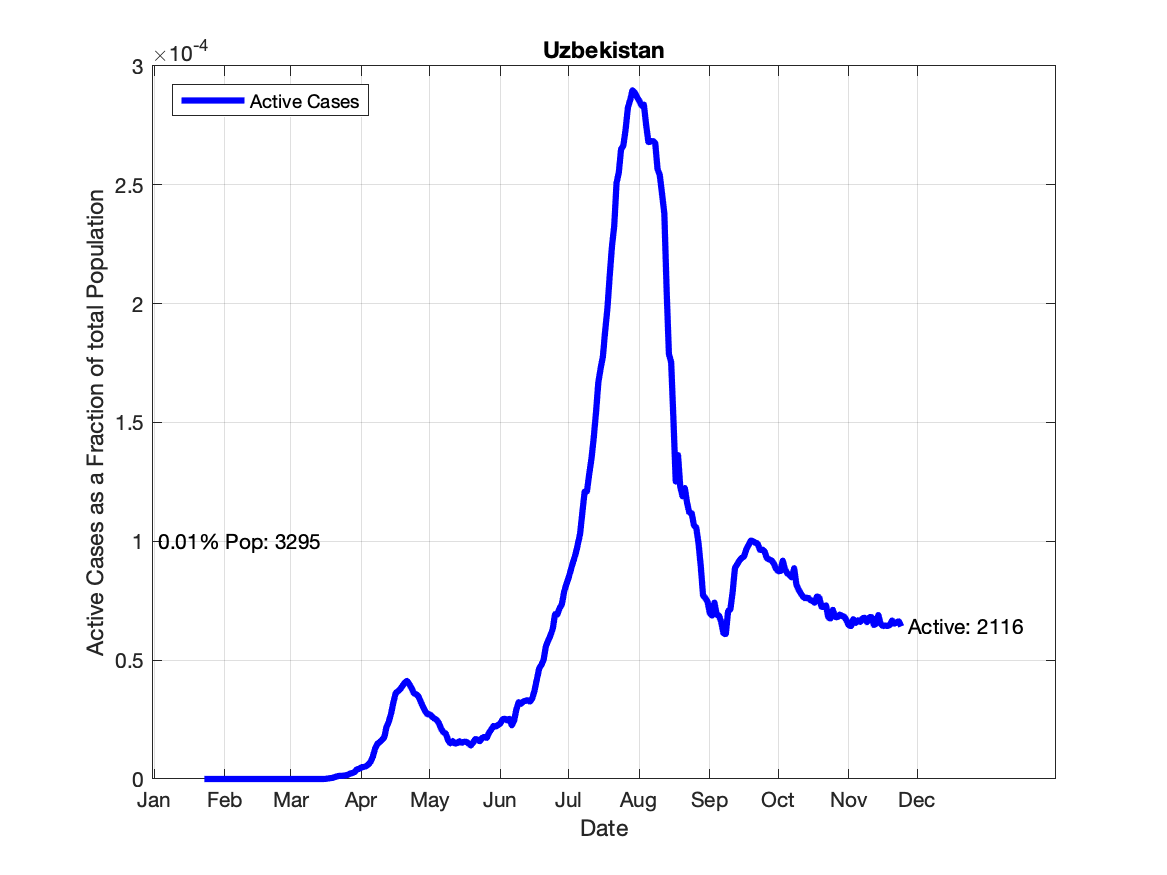 Uzbekistan
×10-4
3
Active Cases
2.5
2
1.5
1
0.01% Pop: 3295
0.5
Active: 2116
0
Jan Feb Mar Apr May Jun Jul Aug Sep Oct Nov Dec
Date
Active Cases as a Fraction of total Population